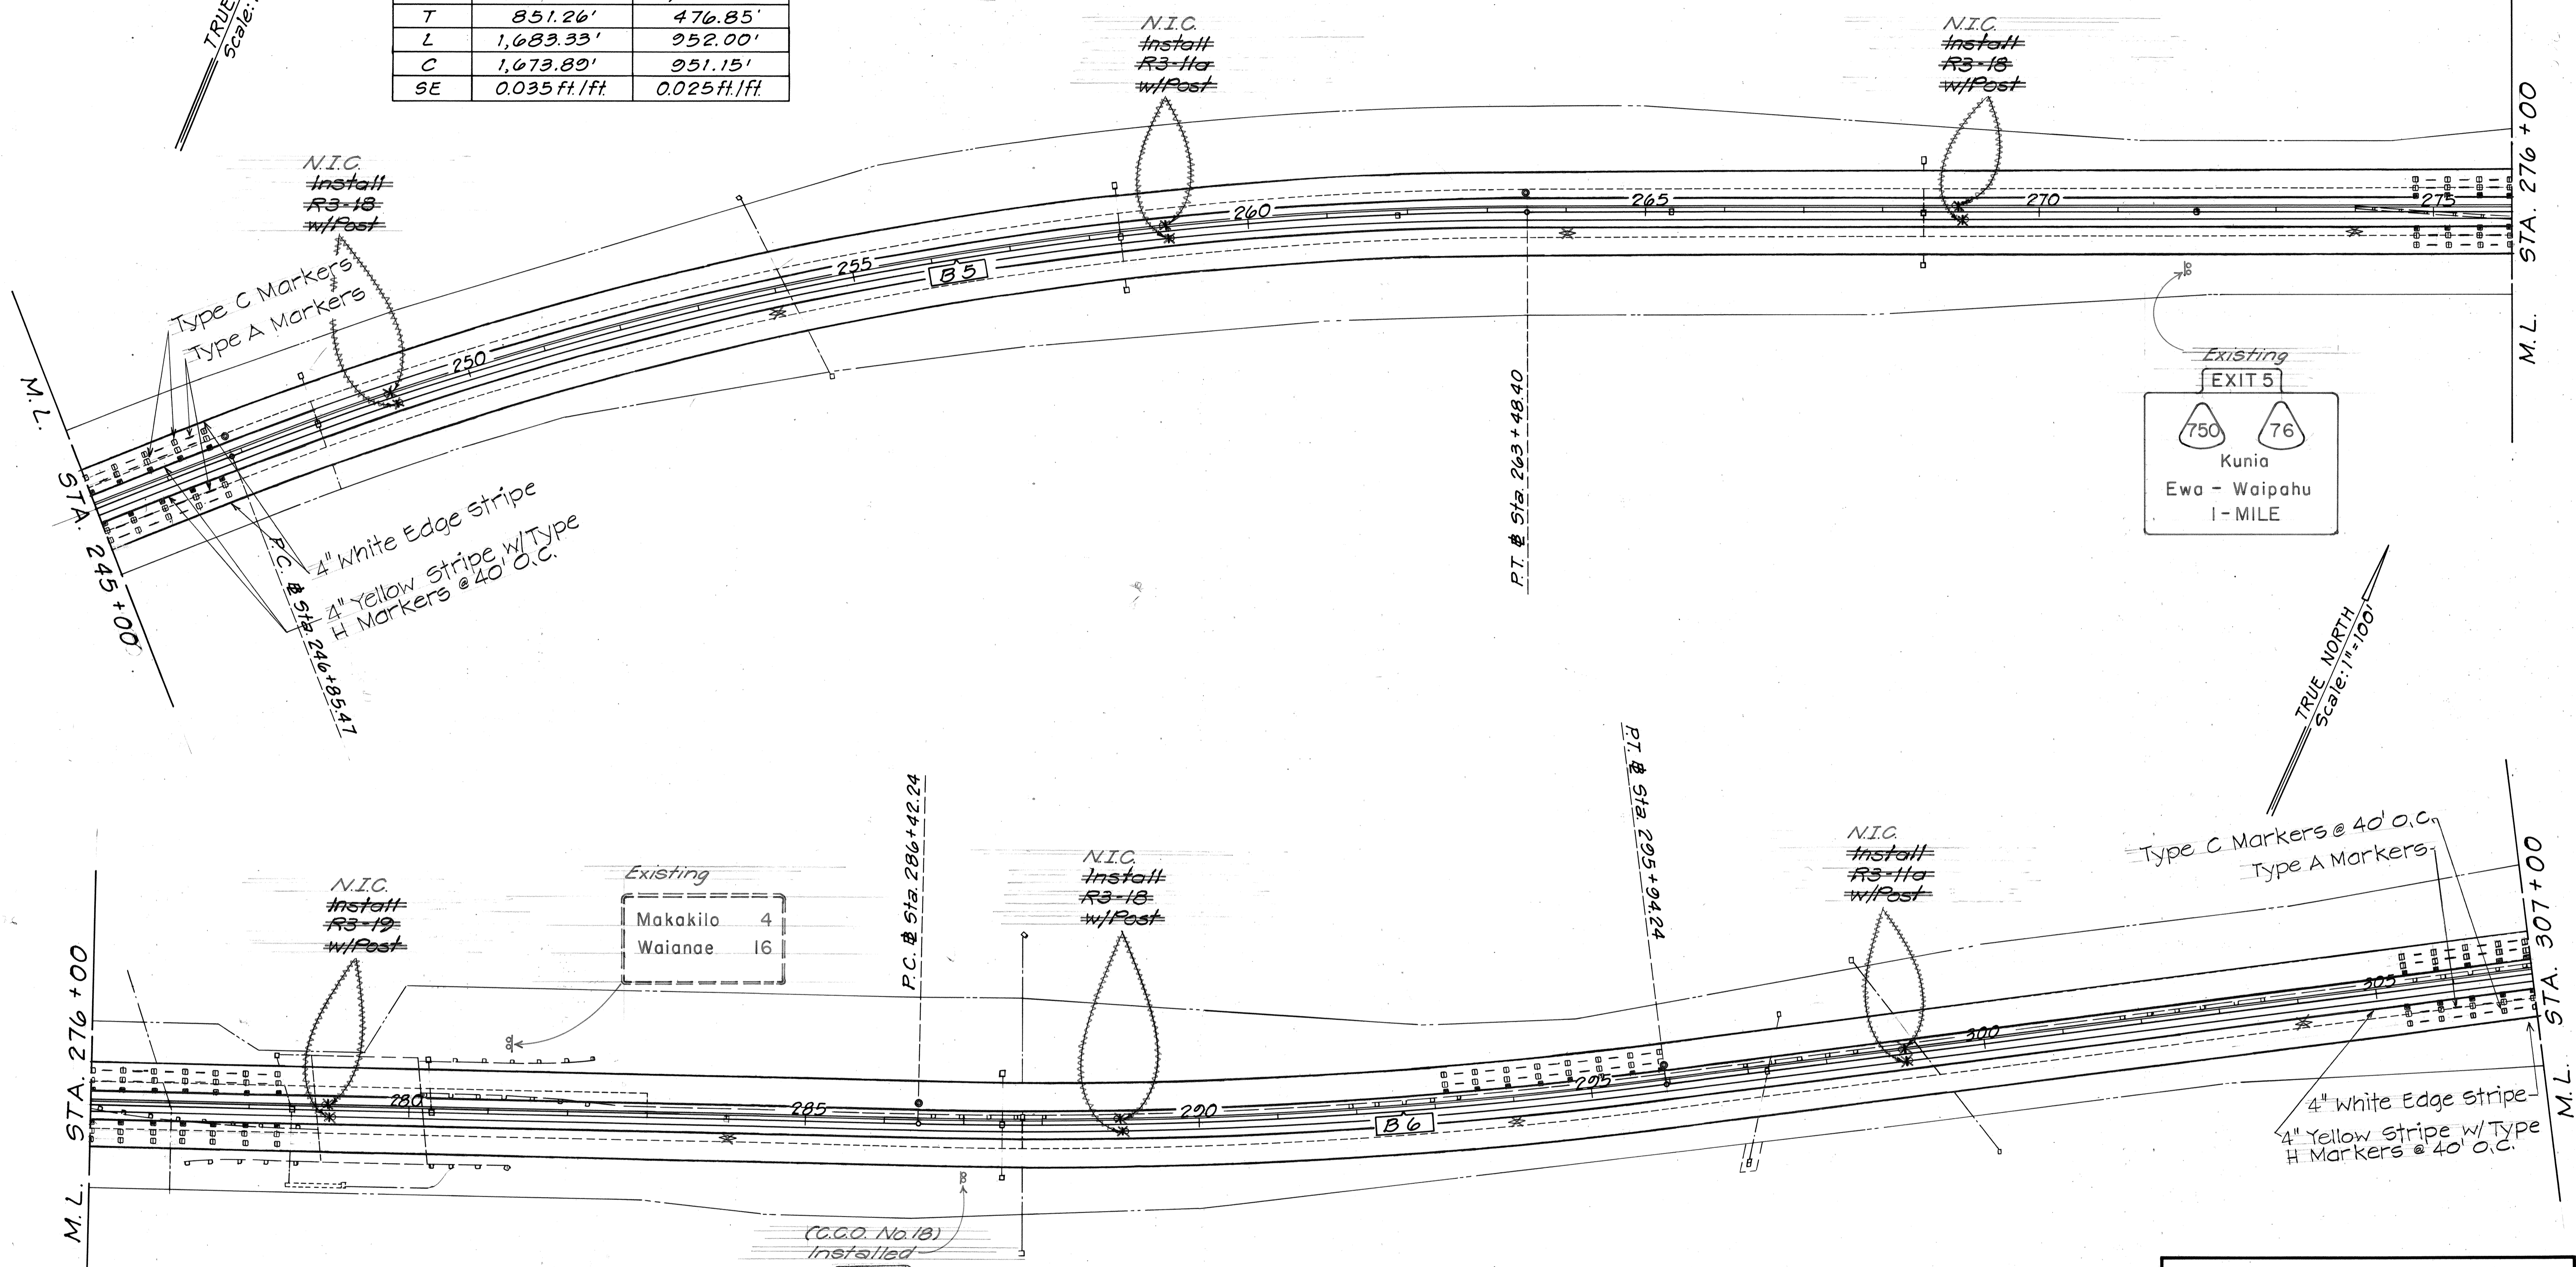 TRUE
Scale:
T 851.26' 476.85'
L 1,683.33' 952.00'
C 1,673.89' 951.15'
SE 0.035 ft./ft. 0.025 ft./ft.
N.I.C.
Install
R3-11a
w/Post
N.I.C.
Install
R3-18
w/Post
N.I.C.
Install
R3-18
w/Post
Type C Markers
Type A Markers
250
255
260
265
270
275
B 5
M.L. STA. 245+00
M.L. STA. 276+00
P.C. ℄ Sta. 246+85.47
4" White Edge Stripe
4" Yellow Stripe w/Type
H Markers @ 40' O.C.
P.T. ℄ Sta. 263+48.40
Existing
EXIT 5
750 76
Kunia
Ewa - Waipahu
1-MILE
TRUE NORTH
Scale: 1"=100'
M.L. STA. 276+00
N.I.C.
Install
R3-19
w/Post
Existing
Makakilo 4
Waianae 16
P.C. ℄ Sta. 286+42.24
N.I.C.
Install
R3-18
w/Post
P.T. ℄ Sta. 295+94.24
N.I.C.
Install
R3-11a
w/Post
Type C Markers @ 40' O.C.
Type A Markers
280
285
290
295
300
305
B 6
M.L. STA. 307+00
4" White Edge Stripe
4" Yellow Stripe w/Type
H Markers @ 40' O.C.
(C.C.O. No. 18)
Installed